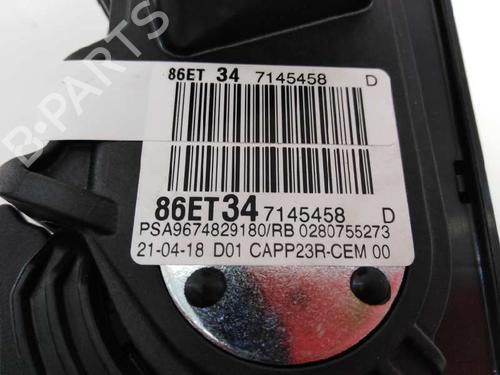 86ET 34 7145458 D
86ET34 7145458 D
PSA9674829180/RB 0280755273
21-04-18 D01 CAPP23R-CEM 00
B-PARTS